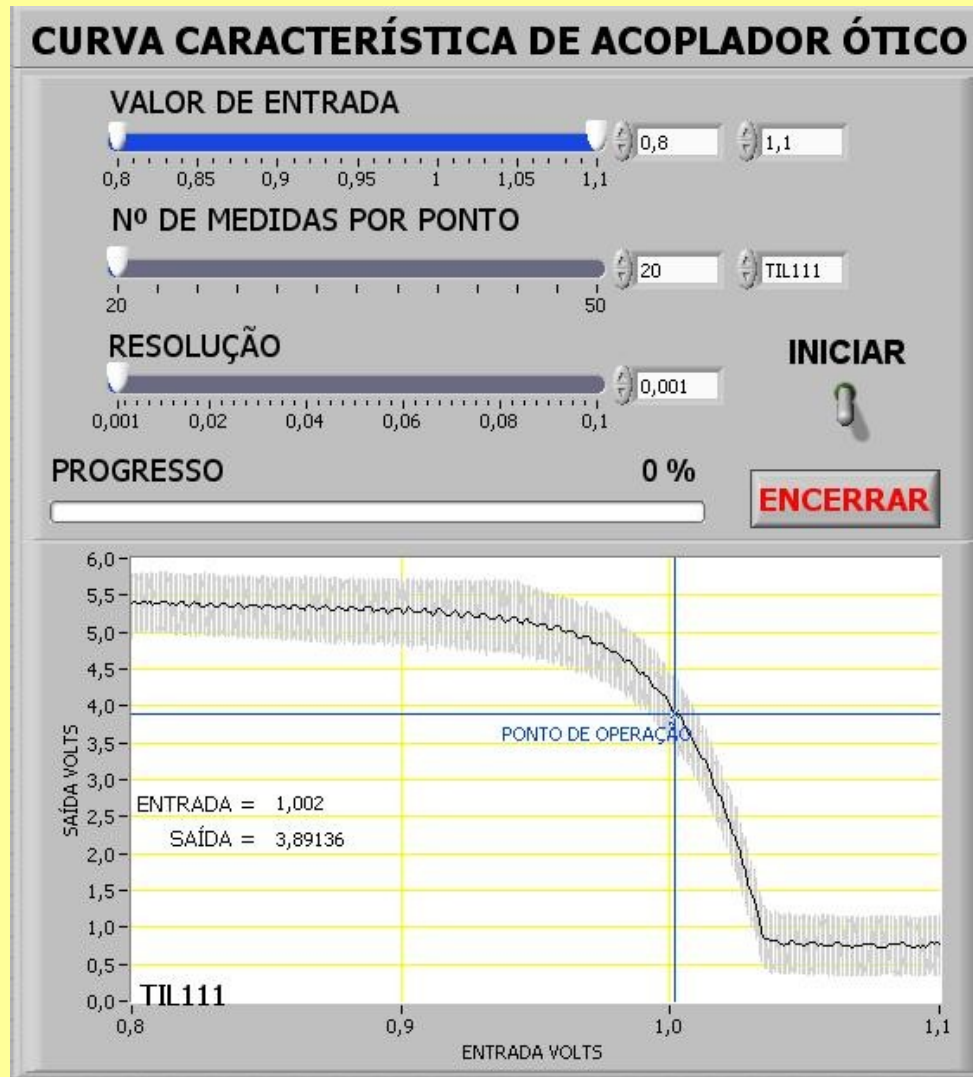 CURVA CARACTERÍSTICA DE ACOPLADOR ÓTICO
VALOR DE ENTRADA
0,8 1,1
0,8 0,85 0,9 0,95 1 1,05 1,1
Nº DE MEDIDAS POR PONTO
20 TIL111
20 50
RESOLUÇÃO
INICIAR
0,001
0,001 0,02 0,04 0,06 0,08 0,1
PROGRESSO 0 %
ENCERRAR
6,0
5,5
5,0
4,5
4,0
3,5
3,0
2,5
2,0
1,5
1,0
0,5
0,0
SAÍDA VOLTS
PONTO DE OPERAÇÃO
ENTRADA = 1,002
SAÍDA = 3,89136
TIL111
0,8 0,9 1,0 1,1
ENTRADA VOLTS